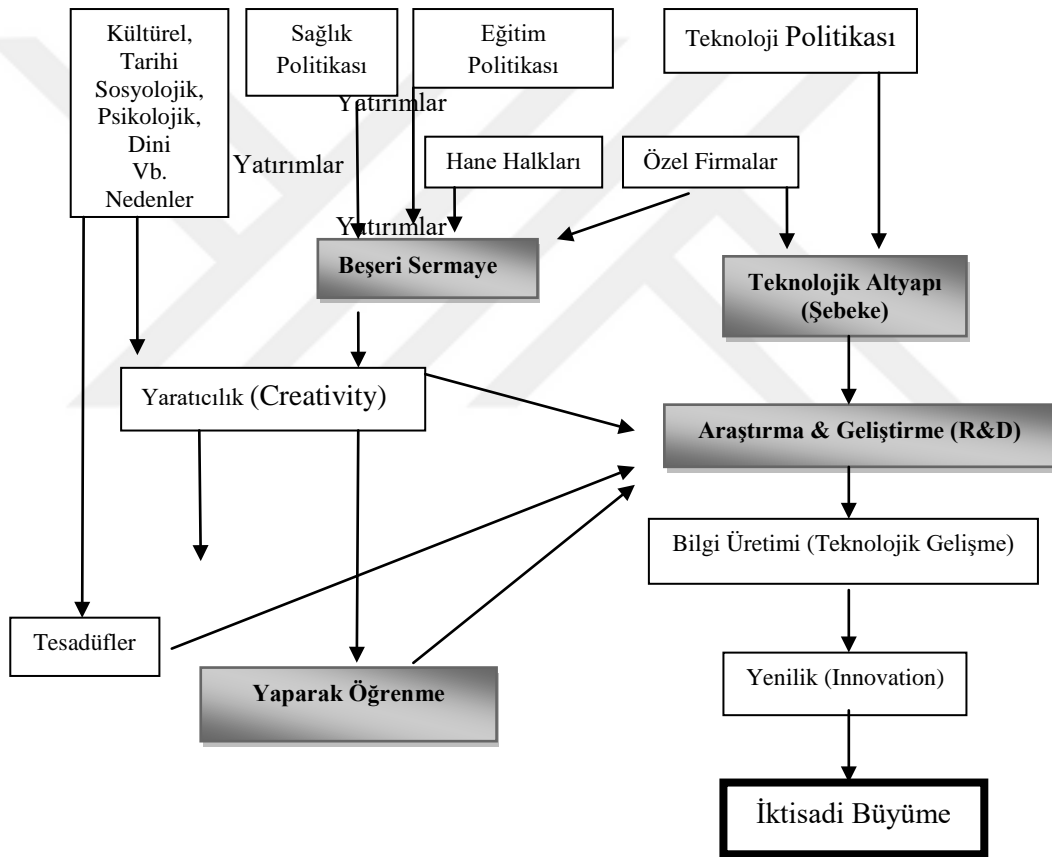 Kültürel,
Tarihi
Sosyolojik,
Psikolojik,
Dini
Vb.
Nedenler
Sağlık
Politikası
Eğitim
Politikası
Teknoloji Politikası
Yatırımlar
Yatırımlar
Hane Halkları
Özel Firmalar
Yatırımlar
Beşeri Sermaye
Teknolojik Altyapı
(Şebeke)
Yaratıcılık (Creativity)
Araştırma & Geliştirme (R&D)
Bilgi Üretimi (Teknolojik Gelişme)
Tesadüfler
Yaparak Öğrenme
Yenilik (Innovation)
İktisadi Büyüme